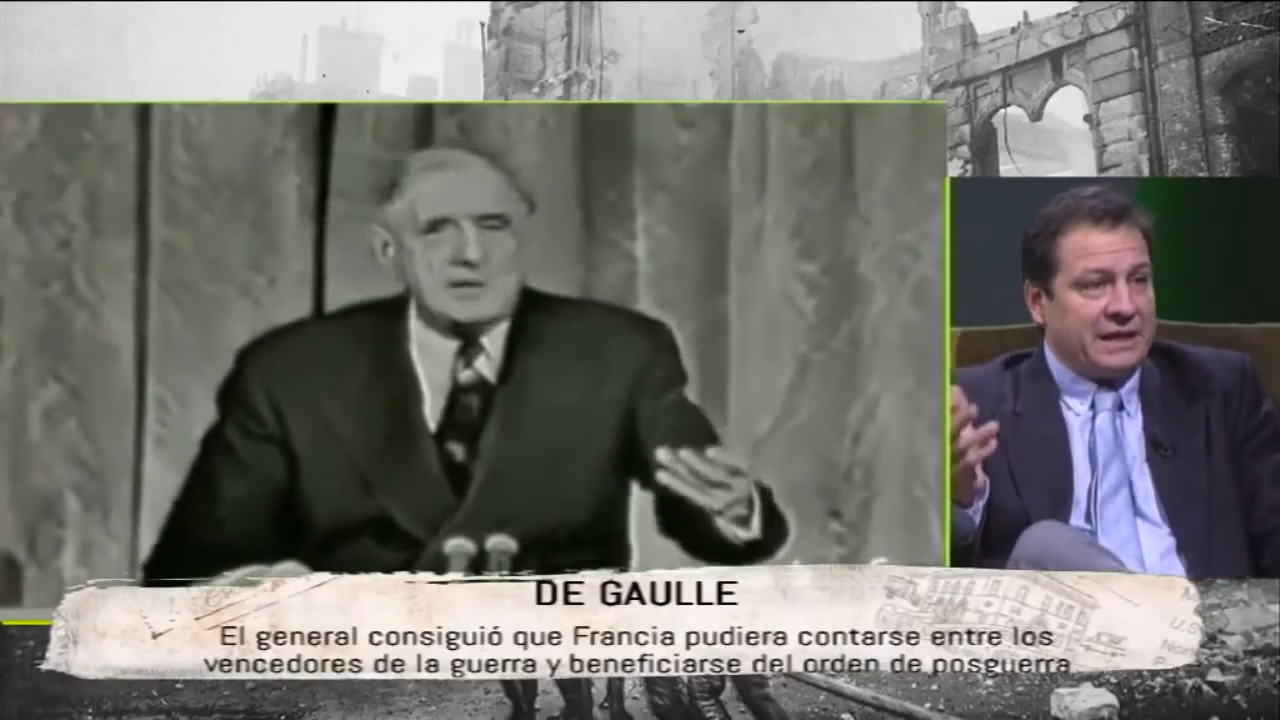 DE GAULLE
El general consiguió que Francia pudiera contarse entre los
vencedores de la guerra y beneficiarse del orden de posguerra